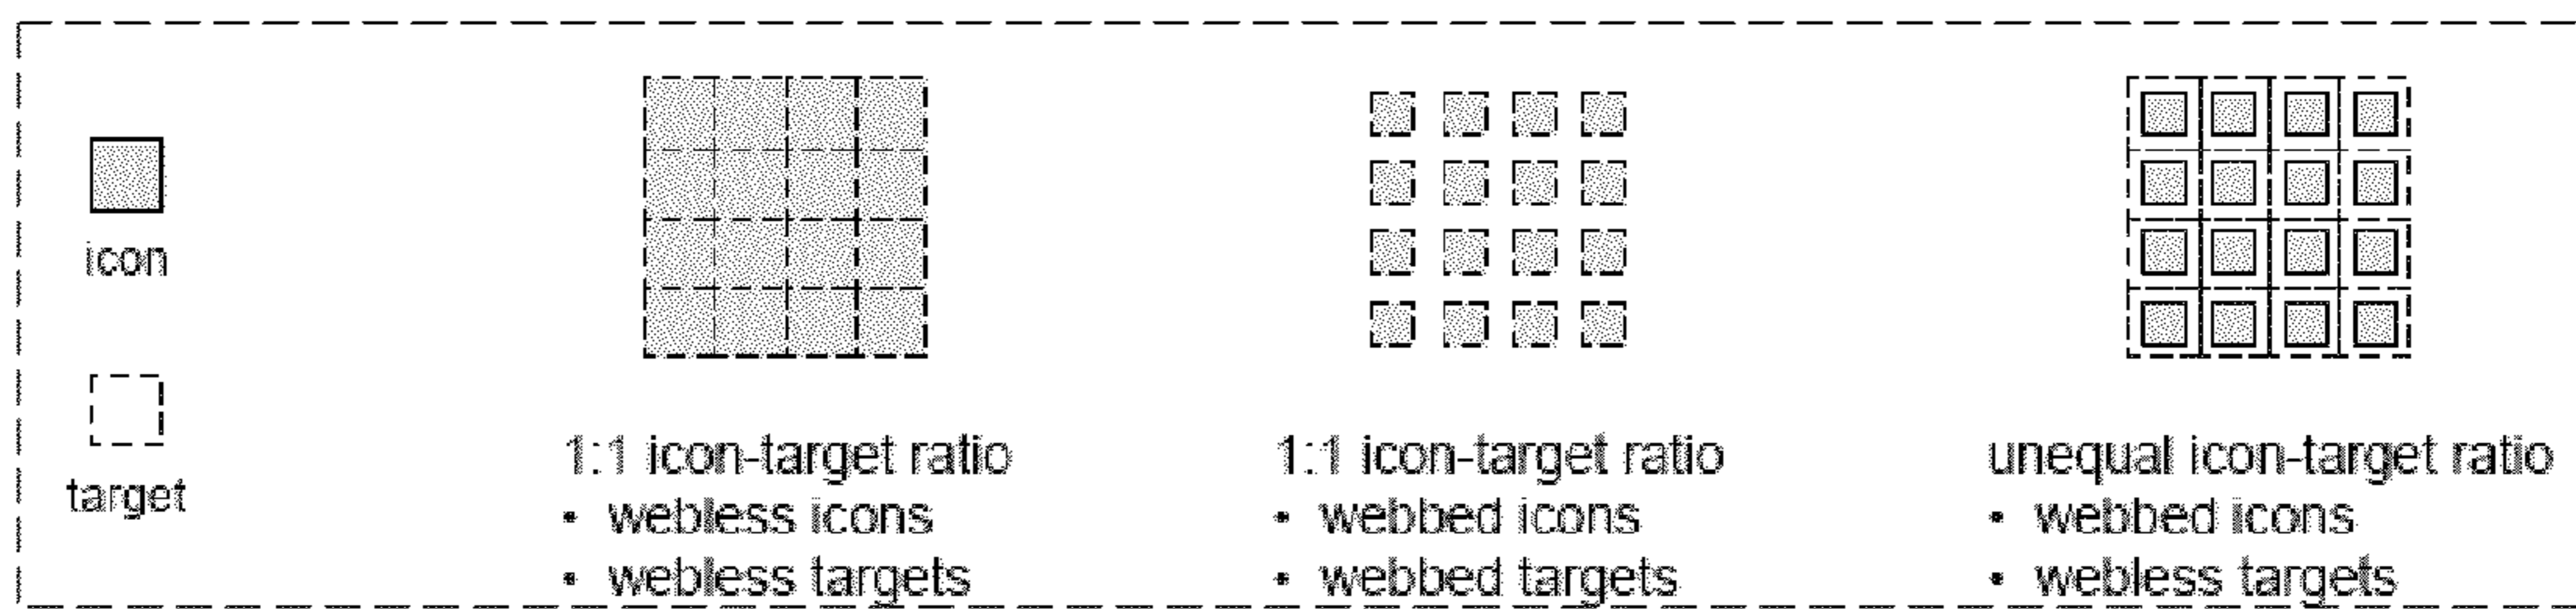 icon
target
1:1 icon-target ratio
• webless icons
• webless targets
1:1 icon-target ratio
• webbed icons
• webbed targets
unequal icon-target ratio
• webbed icons
• webless targets